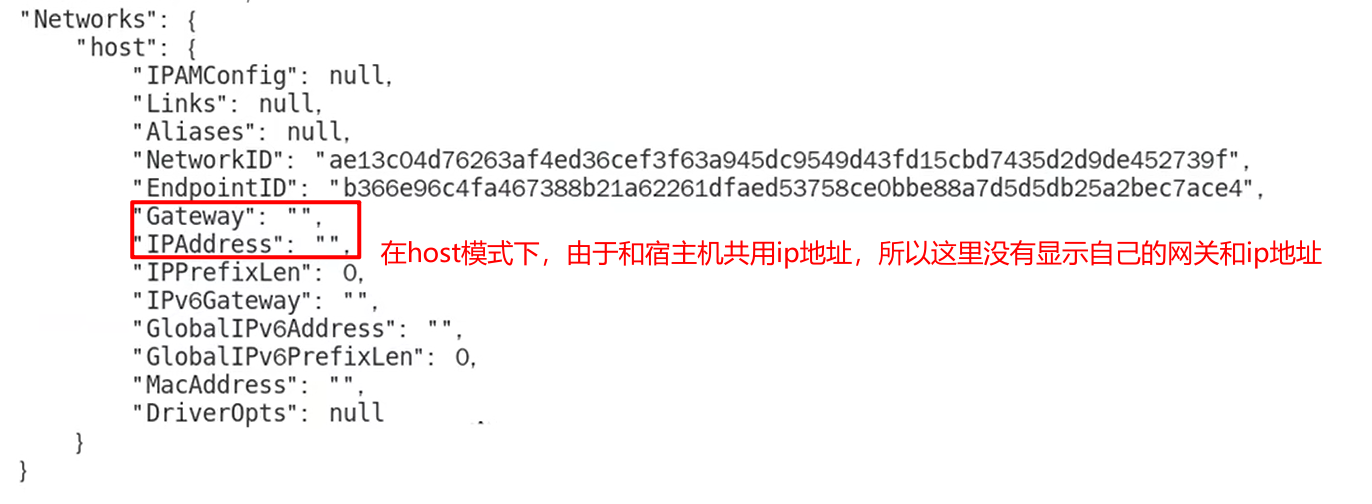 "Networks": {
"host": {
"IPAMConfig": null,
"Links": null,
"Aliases": null,
"NetworkID": "ae13c04d76263af4ed36cef3f63a945dc9549d43fd15cbd7435d2d9de452739f",
"EndpointID": "b366e96c4fa467388b21a62261dfaed53758ce0bbe88a7d5d5db25a2bec7ace4",
"Gateway": "",
"IPAddress": "",
在host模式下，由于和宿主机共用ip地址，所以这里没有显示自己的网关和ip地址
"IPPrefixLen": 0,
"IPv6Gateway": "",
"GlobalIPv6Address": "",
"GlobalIPv6PrefixLen": 0,
"MacAddress": "",
"DriverOpts": null
}
}